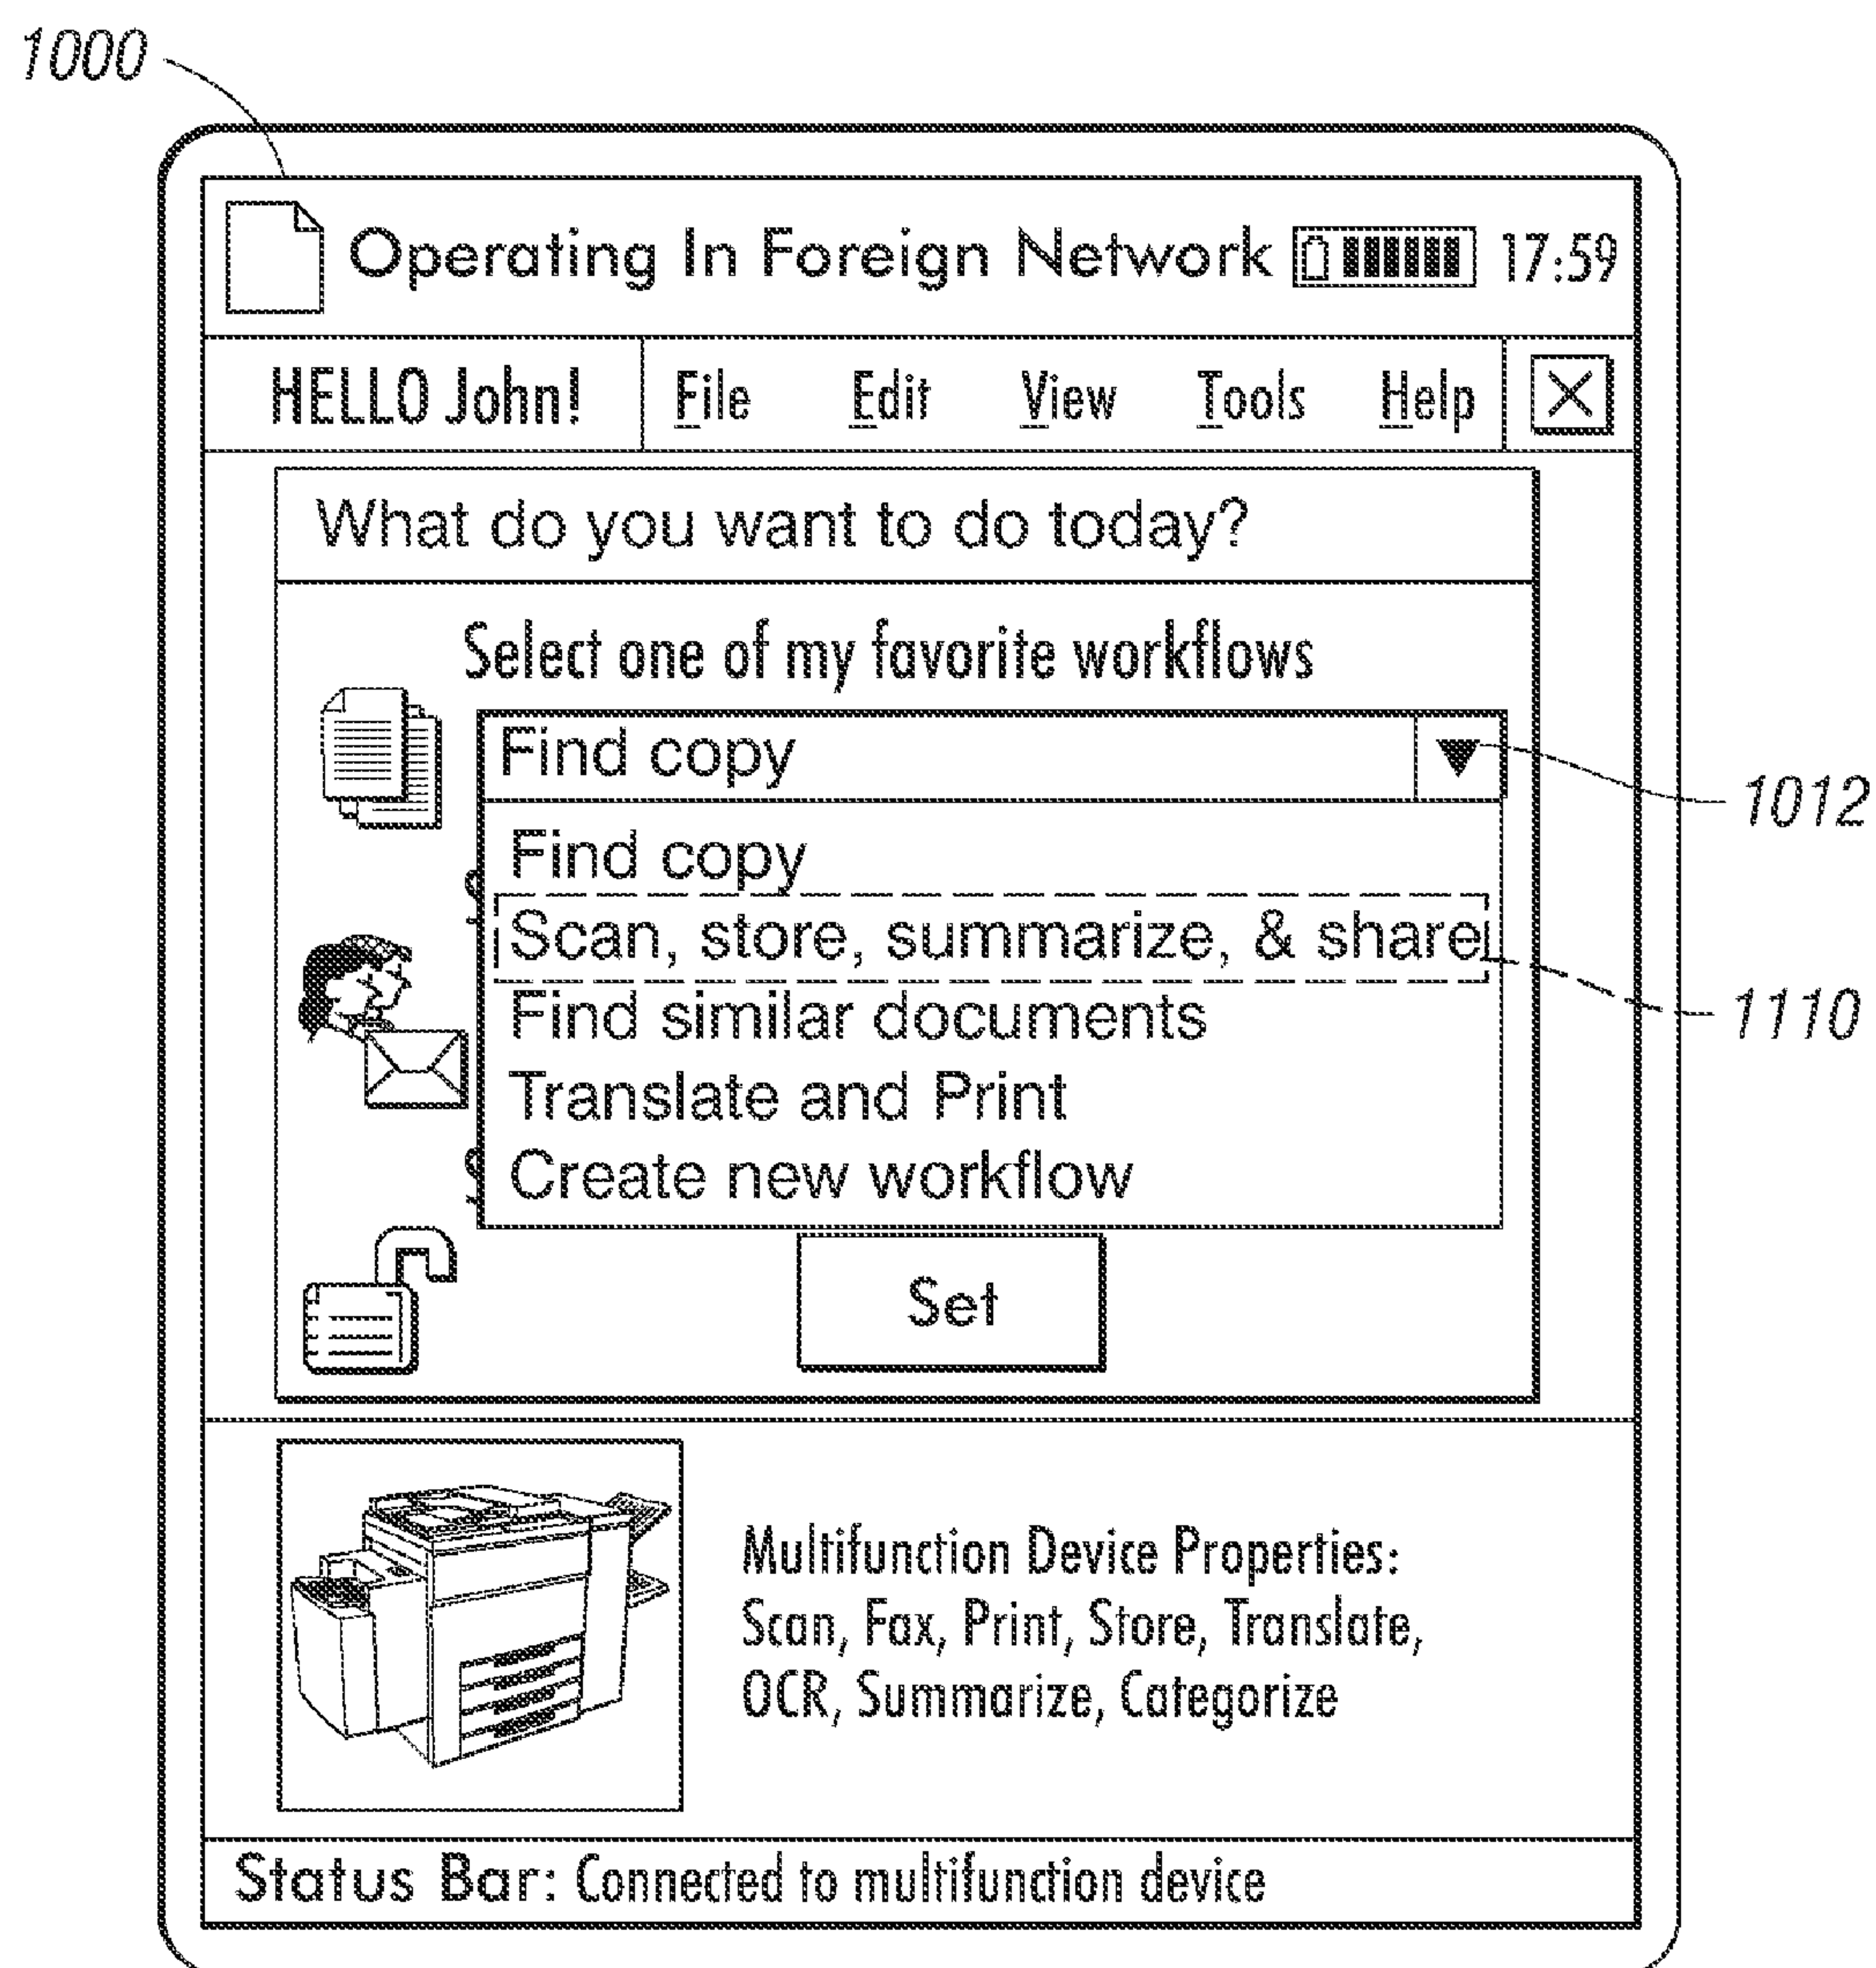 1000
Operating In Foreign Network 17:59
HELLO John! File Edit View Tools Help
What do you want to do today?
Select one of my favorite workflows
Find copy
1012
Find copy
Scan, store, summarize, & share
1110
Find similar documents
Translate and Print
Create new workflow
Set
Multifunction Device Properties:
Scan, Fax, Print, Store, Translate,
OCR, Summarize, Categorize
Status Bar: Connected to multifunction device